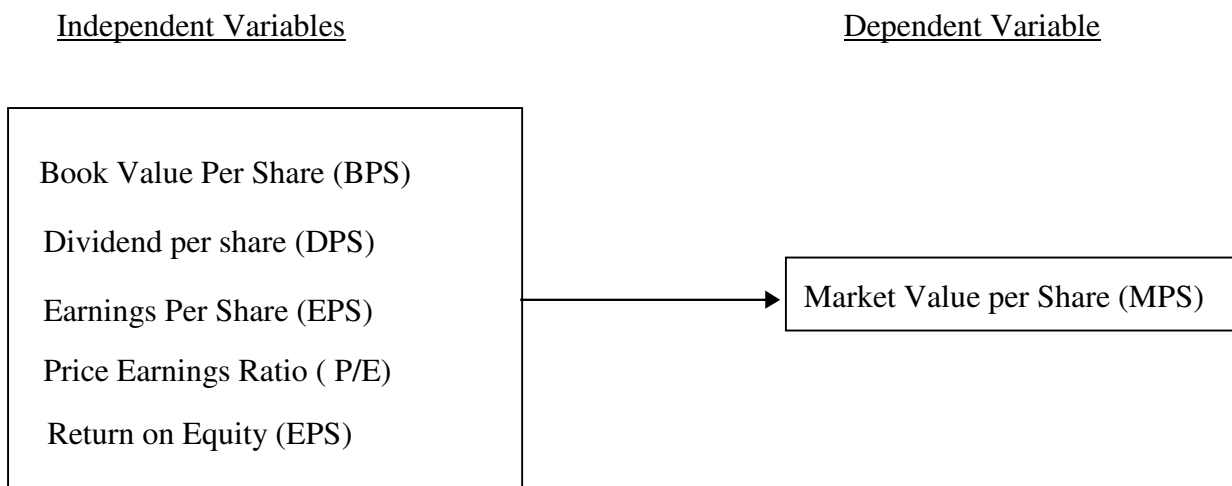 Independent Variables
Dependent Variable
Book Value Per Share (BPS)
Dividend per share (DPS)
Earnings Per Share (EPS)
Price Earnings Ratio ( P/E)
Return on Equity (EPS)
Market Value per Share (MPS)